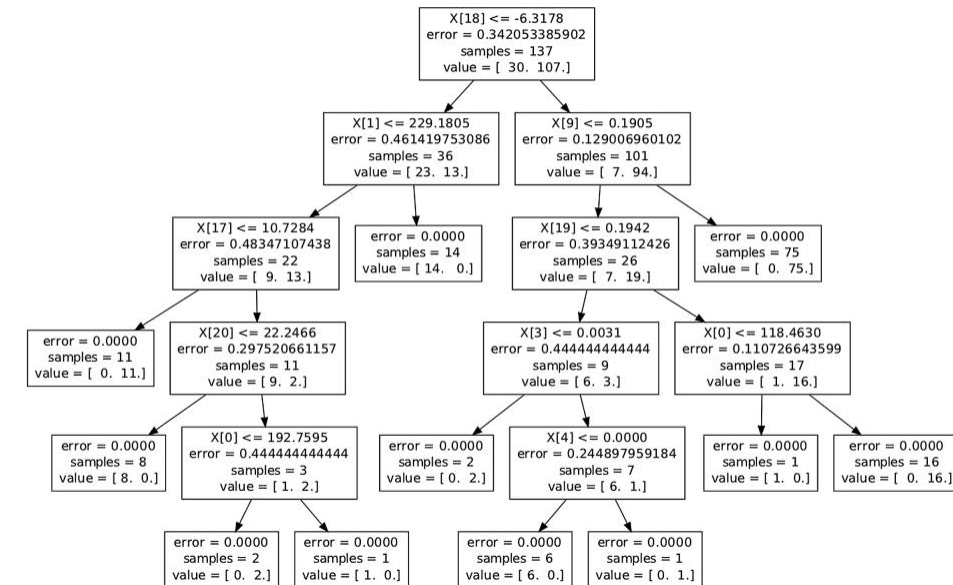 X[18] <= -6.3178
error = 0.342053385902
samples = 137
value = [ 30. 107.]
X[1] <= 229.1805
error = 0.461419753086
samples = 36
value = [ 23. 13.]
X[9] <= 0.1905
error = 0.129006960102
samples = 101
value = [ 7. 94.]
X[17] <= 10.7284
error = 0.48347107438
samples = 22
value = [ 9. 13.]
error = 0.0000
samples = 14
value = [ 14. 0.]
X[19] <= 0.1942
error = 0.39349112426
samples = 26
value = [ 7. 19.]
error = 0.0000
samples = 75
value = [ 0. 75.]
error = 0.0000
samples = 11
value = [ 0. 11.]
X[20] <= 22.2466
error = 0.297520661157
samples = 11
value = [ 9. 2.]
X[3] <= 0.0031
error = 0.444444444444
samples = 9
value = [ 6. 3.]
X[0] <= 118.4630
error = 0.110726643599
samples = 17
value = [ 1. 16.]
error = 0.0000
samples = 8
value = [ 8. 0.]
X[0] <= 192.7595
error = 0.444444444444
samples = 3
value = [ 1. 2.]
error = 0.0000
samples = 2
value = [ 0. 2.]
X[4] <= 0.0000
error = 0.244897959184
samples = 7
value = [ 6. 1.]
error = 0.0000
samples = 1
value = [ 1. 0.]
error = 0.0000
samples = 16
value = [ 0. 16.]
error = 0.0000
samples = 2
value = [ 0. 2.]
error = 0.0000
samples = 1
value = [ 1. 0.]
error = 0.0000
samples = 6
value = [ 6. 0.]
error = 0.0000
samples = 1
value = [ 0. 1.]